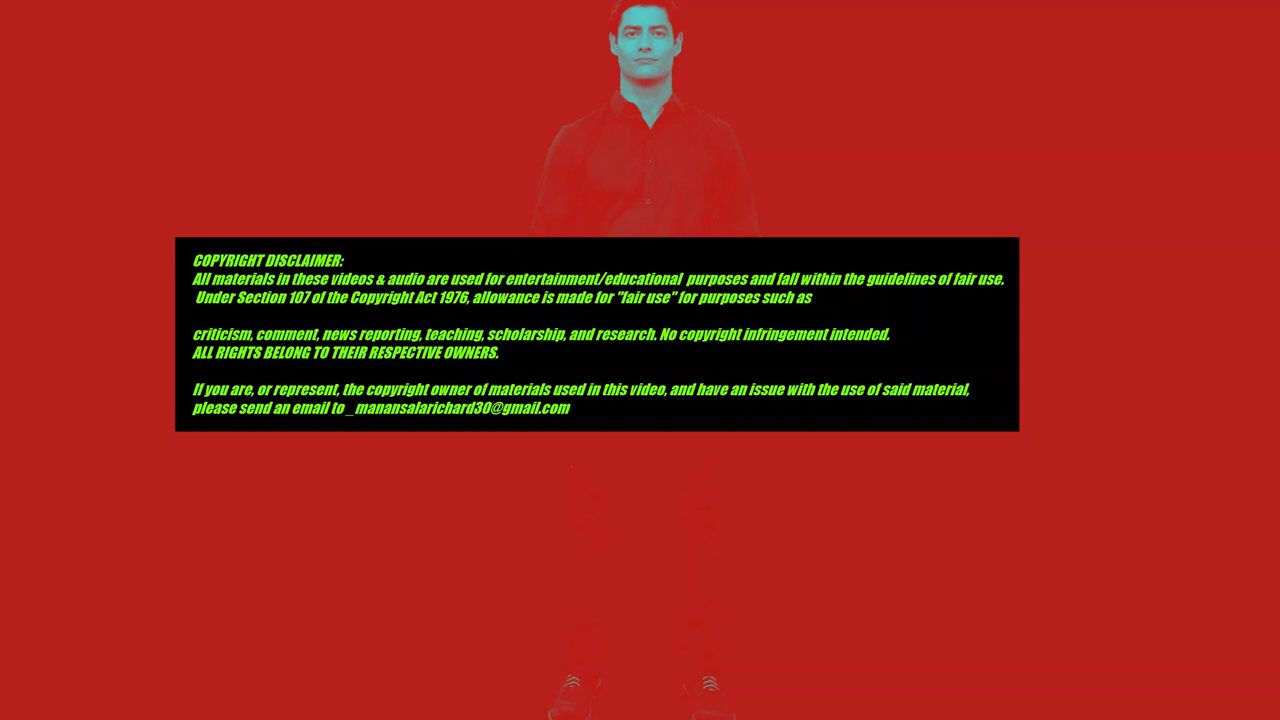 COPYRIGHT DISCLAIMER:
All materials in these videos & audio are used for entertainment/educational purposes and fall within the guidelines of fair use.
Under Section 107 of the Copyright Act 1976, allowance is made for "fair use" for purposes such as
criticism, comment, news reporting, teaching, scholarship, and research. No copyright infringement intended.
ALL RIGHTS BELONG TO THEIR RESPECTIVE OWNERS.
If you are, or represent, the copyright owner of materials used in this video, and have an issue with the use of said material,
please send an email to _manansalarichard30@gmail.com